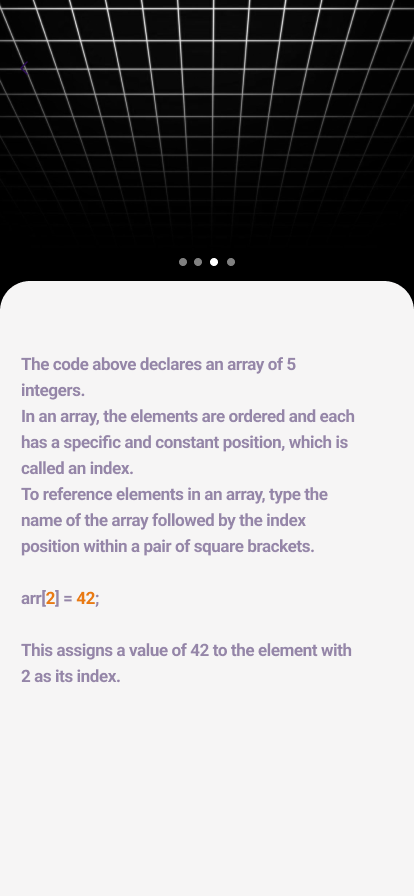 The code above declares an array of 5
integers.
In an array, the elements are ordered and each
has a specific and constant position, which is
called an index.
To reference elements in an array, type the
name of the array followed by the index
position within a pair of square brackets.
arr[2] = 42;
This assigns a value of 42 to the element with
2 as its index.